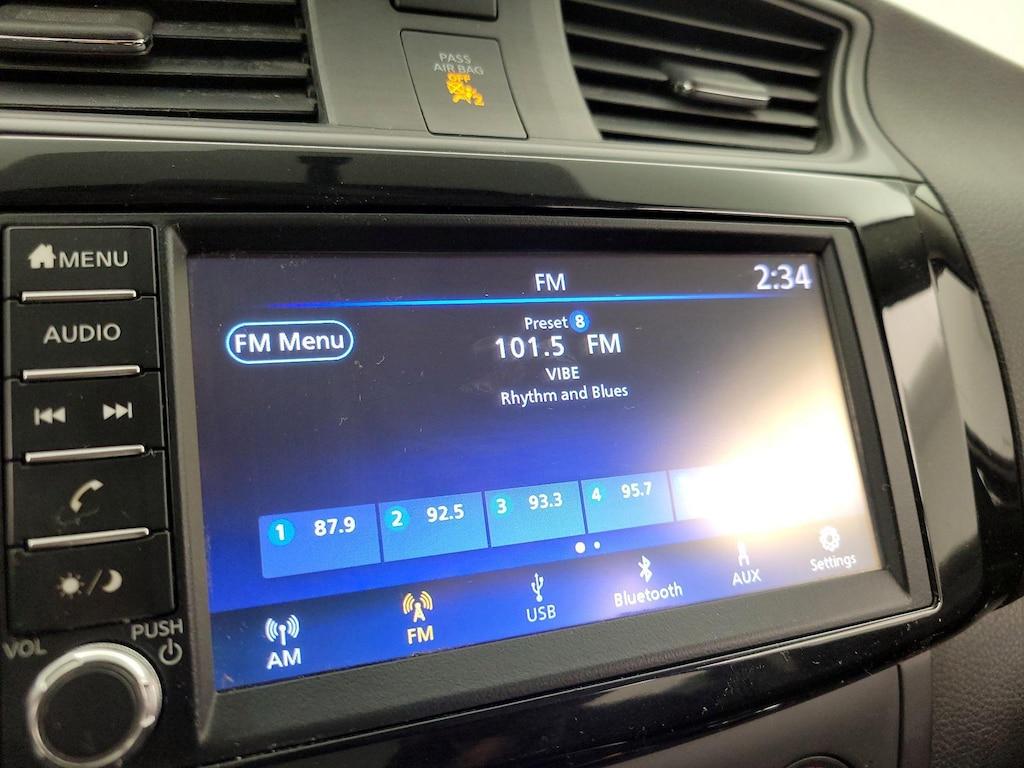 PASS
AIR BAG
OFF
2
MENU
AUDIO
VOL
PUSH
FM
2:34
FM Menu
Preset 8
101.5 FM
VIBE
Rhythm and Blues
1 87.9
2 92.5
3 93.3
4 95.7
AM
FM
USB
Bluetooth
AUX
Settings